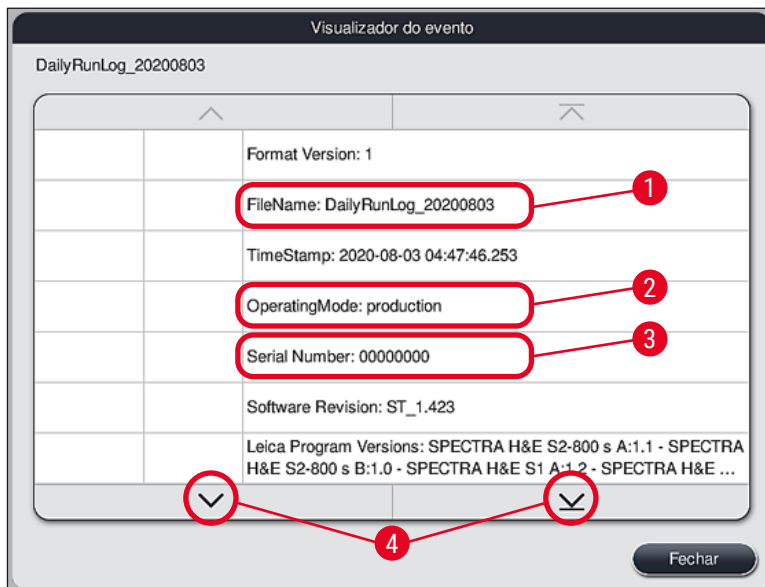 Visualizador do evento
DailyRunLog_20200803
Format Version: 1
FileName: DailyRunLog_20200803
1
TimeStamp: 2020-08-03 04:47:46.253
OperatingMode: production
2
Serial Number: 00000000
3
Software Revision: ST_1.423
Leica Program Versions: SPECTRA H&E S2-800 s A:1.1 - SPECTRA
H&E S2-800 s B:1.0 - SPECTRA H&E S1 A:1.2 - SPECTRA H&E ...
4
Fechar